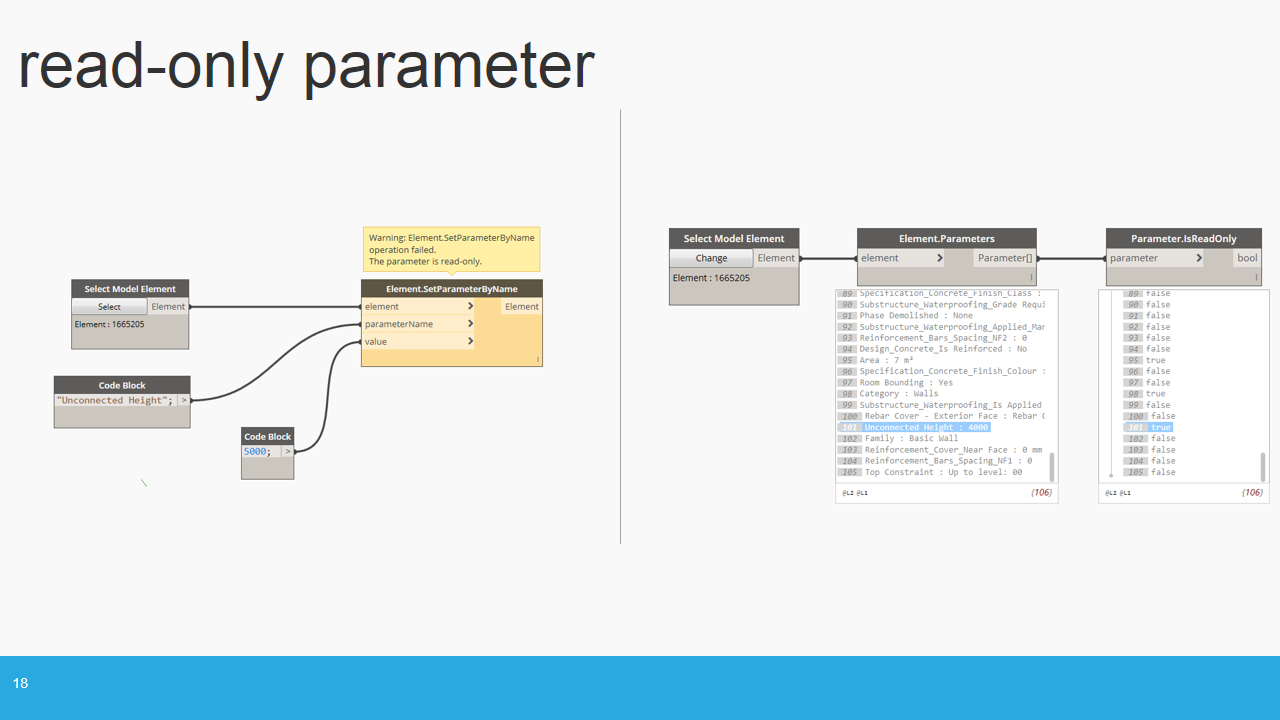 read-only parameter
Warning: Element.SetParameterByName
operation failed.
The parameter is read-only.
Select Model Element
Select Element
Element : 1665205
Code Block
"Unconnected Height"; >
Code Block
5000; >
Element.SetParameterByName
element > Element
parameterName >
value >
Select Model Element
Change Element
Element : 1665205
Element.Parameters
element > Parameter[]
89 Specification_Concrete_Finish_Class :
90 Substructure_Waterproofing_Grade Requi
91 Phase Demolished : None
92 Substructure_Waterproofing_Applied_Mar
93 Reinforcement_Bars_Spacing_NF2 : 0
94 Design_Concrete_Is Reinforced : No
95 Area : 7 m²
96 Specification_Concrete_Finish_Colour :
97 Room Bounding : Yes
98 Category : Walls
99 Substructure_Waterproofing_Is Applied
100 Rebar Cover - Exterior Face : Rebar C
101 Unconnected Height : 4000
102 Family : Basic Wall
103 Reinforcement_Cover_Near Face : 0 mm
104 Reinforcement_Bars_Spacing_NF1 : 0
105 Top Constraint : Up to level: 00
@L2 @L1 {106}
Parameter.IsReadOnly
parameter > bool
89 false
90 false
91 false
92 false
93 false
94 false
95 true
96 false
97 false
98 true
99 false
100 false
101 true
102 false
103 false
104 false
105 false
@L2 @L1 {106}
18